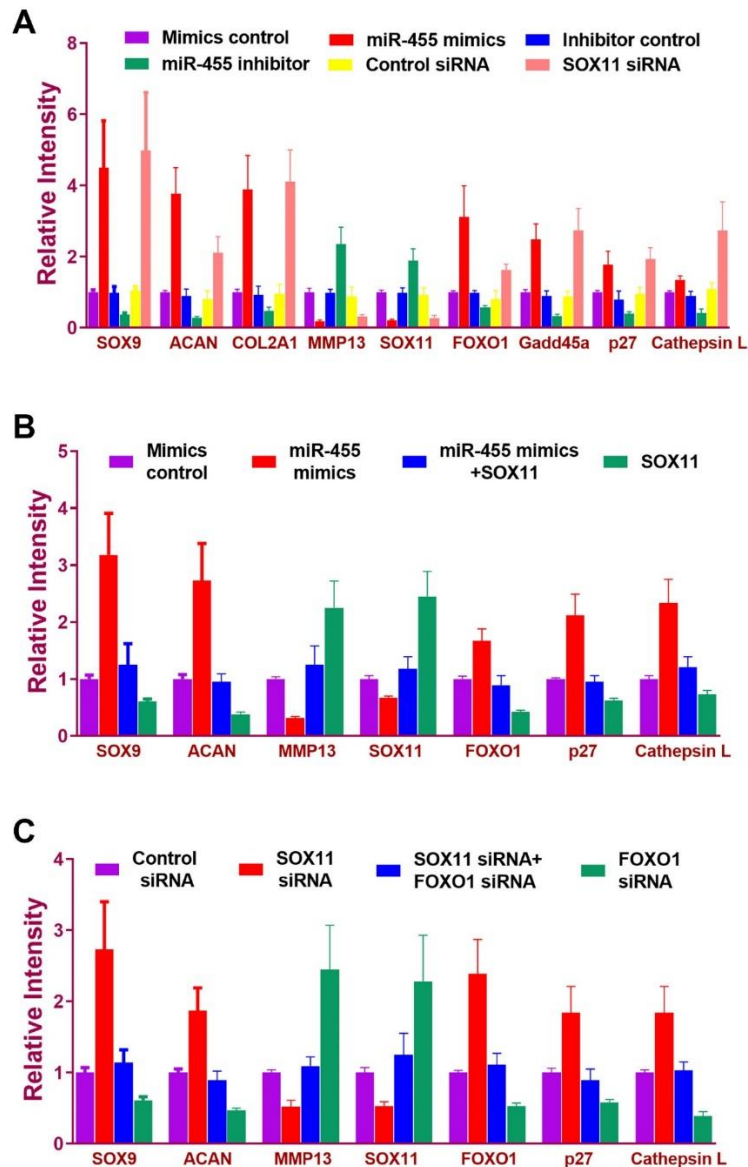 A
Mimics control miR-455 mimics Inhibitor control
miR-455 inhibitor Control siRNA SOX11 siRNA
Relative Intensity
8
6
4
2
0
SOX9 ACAN COL2A1 MMP13 SOX11 FOXO1 Gadd45a p27 Cathepsin L
B
Mimics control
miR-455 mimics
miR-455 mimics +SOX11
SOX11
Relative Intensity
5
4
3
2
1
0
SOX9 ACAN MMP13 SOX11 FOXO1 p27 Cathepsin L
C
Control siRNA
SOX11 siRNA
SOX11 siRNA+ FOXO1 siRNA
FOXO1 siRNA
Relative Intensity
4
3
2
1
0
SOX9 ACAN MMP13 SOX11 FOXO1 p27 Cathepsin L